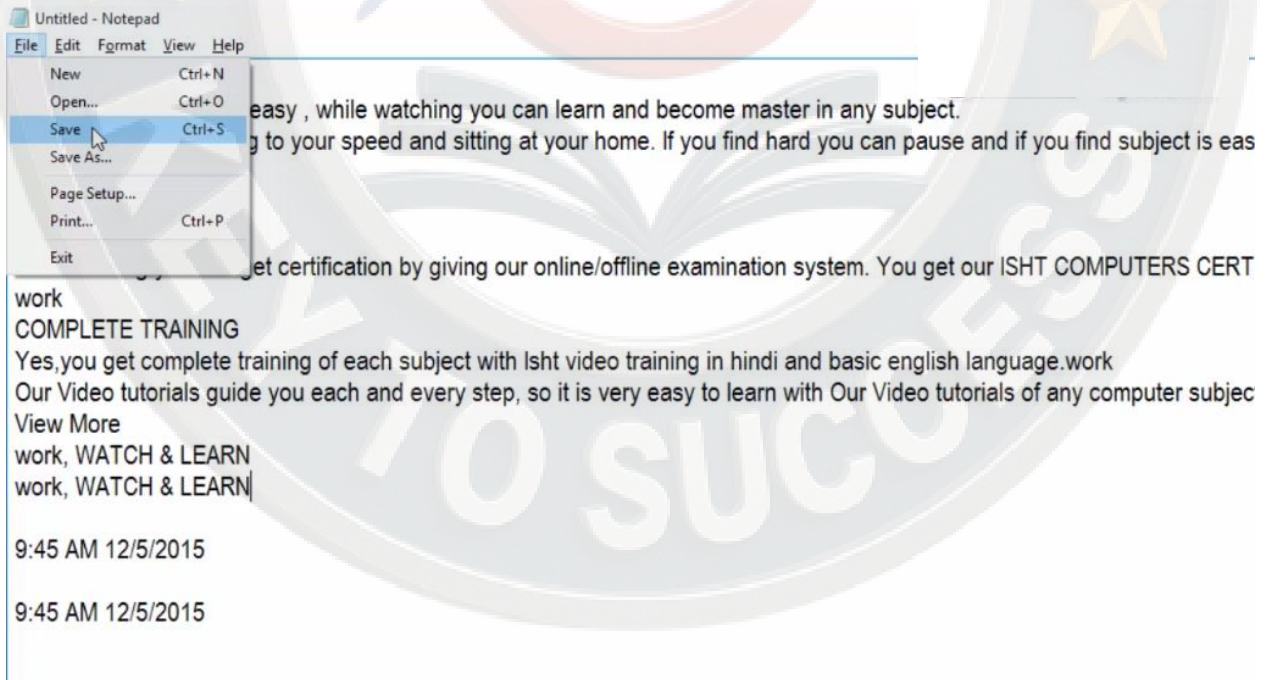 Untitled - Notepad
File Edit Format View Help
New Ctrl+N
Open... Ctrl+O
Save Ctrl+S
Save As...
Page Setup...
Print... Ctrl+P
Exit
easy , while watching you can learn and become master in any subject.
to your speed and sitting at your home. If you find hard you can pause and if you find subject is eas
get certification by giving our online/offline examination system. You get our ISHT COMPUTERS CERT
work
COMPLETE TRAINING
Yes,you get complete training of each subject with Isht video training in hindi and basic english language.work
Our Video tutorials guide you each and every step, so it is very easy to learn with Our Video tutorials of any computer subjec
View More
work, WATCH & LEARN
work, WATCH & LEARN
9:45 AM 12/5/2015
9:45 AM 12/5/2015
KEY TO SUCCESS